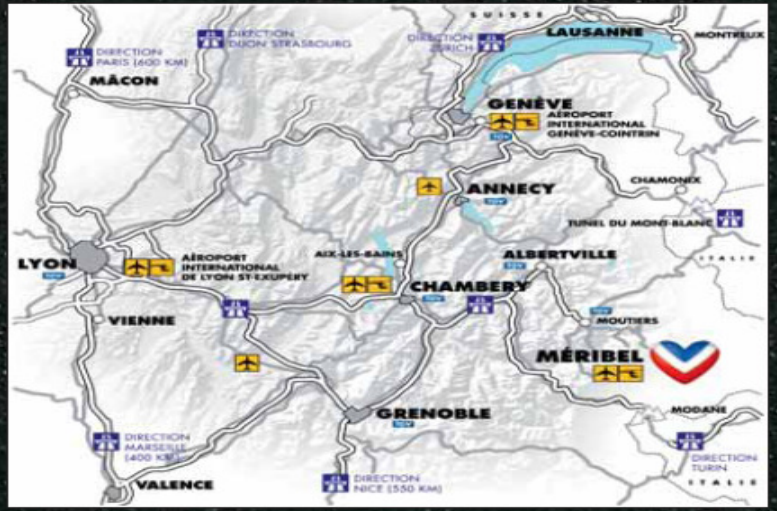 SUISSE
DIRECTION
PARIS (600 KM)
DIRECTION
DIJON STRASBOURG
DIRECTION
ZURICH
LAUSANNE
MONTREUX
MÂCON
GENÈVE
AÉROPORT
INTERNATIONAL
GENÈVE-COINTRIN
TGV
CHAMONIX
ANNECY
TGV
TUNEL DU MONT-BLANC
ITALIE
LYON
TGV
AÉROPORT
INTERNATIONAL
DE LYON ST-EXUPÉRY
AIX-LES-BAINS
ALBERTVILLE
TGV
CHAMBERY
TGV
VIENNE
TGV
MOUTIERS
MÉRIBEL
GRENOBLE
TGV
MODANE
DIRECTION
MARSEILLE
(400 KM)
DIRECTION
TURIN
VALENCE
DIRECTION
NICE (550 KM)
ITALIE